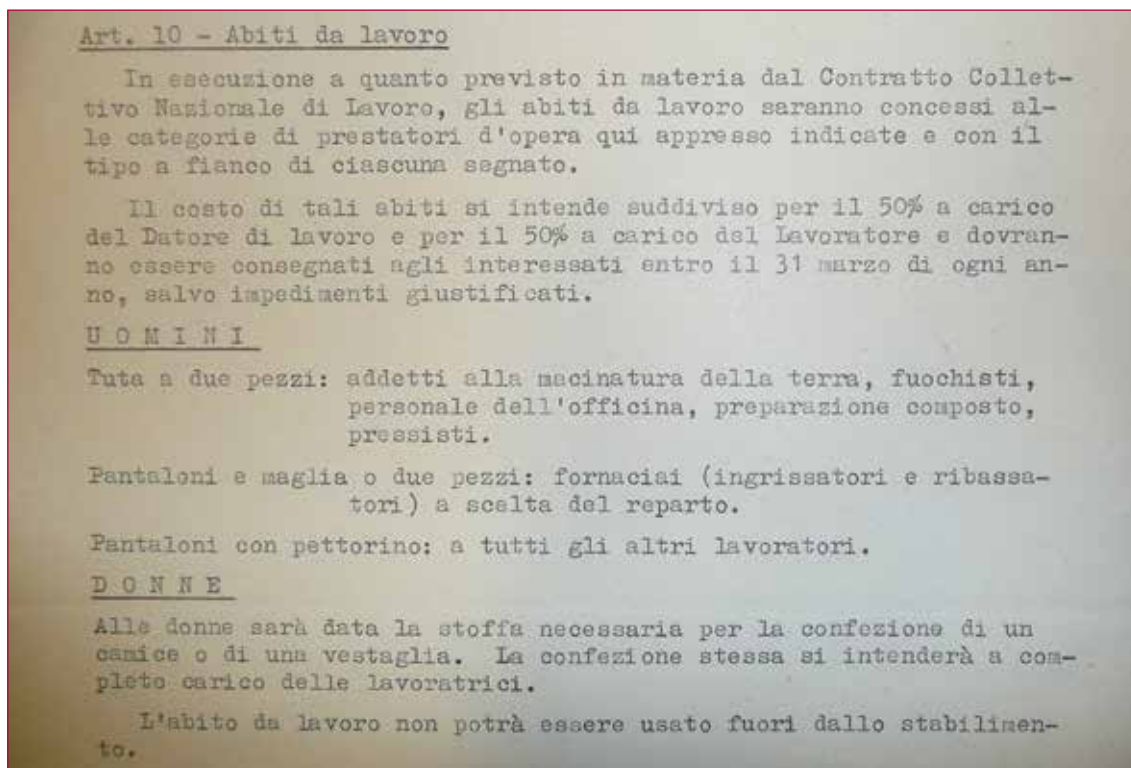 Art. 10 - Abiti da lavoro
In esecuzione a quanto previsto in materia dal Contratto Collet-
tivo Nazionale di Lavoro, gli abiti da lavoro saranno concessi al-
le categorie di prestatori d'opera qui appresso indicate e con il
tipo a fianco di ciascuna segnato.
Il costo di tali abiti si intende suddiviso per il 50% a carico
del Datore di lavoro e per il 50% a carico del Lavoratore e dovran-
no essere consegnati agli interessati entro il 31 marzo di ogni an-
no, salvo impedimenti giustificati.
U O M I N I
Tuta a due pezzi: addetti alla macinatura della terra, fuochisti,
personale dell'officina, preparazione composto,
pressisti.
Pantaloni e maglia o due pezzi: fornaciai (ingrissatori e ribassa-
tori) a scelta del reparto.
Pantaloni con pettorino: a tutti gli altri lavoratori.
D O N N E
Alle donne sarà data la stoffa necessaria per la confezione di un
camice o di una vestaglia. La confezione stessa si intenderà a com-
pleto carico delle lavoratrici.
L'abito da lavoro non potrà essere usato fuori dallo stabilimen-
to.